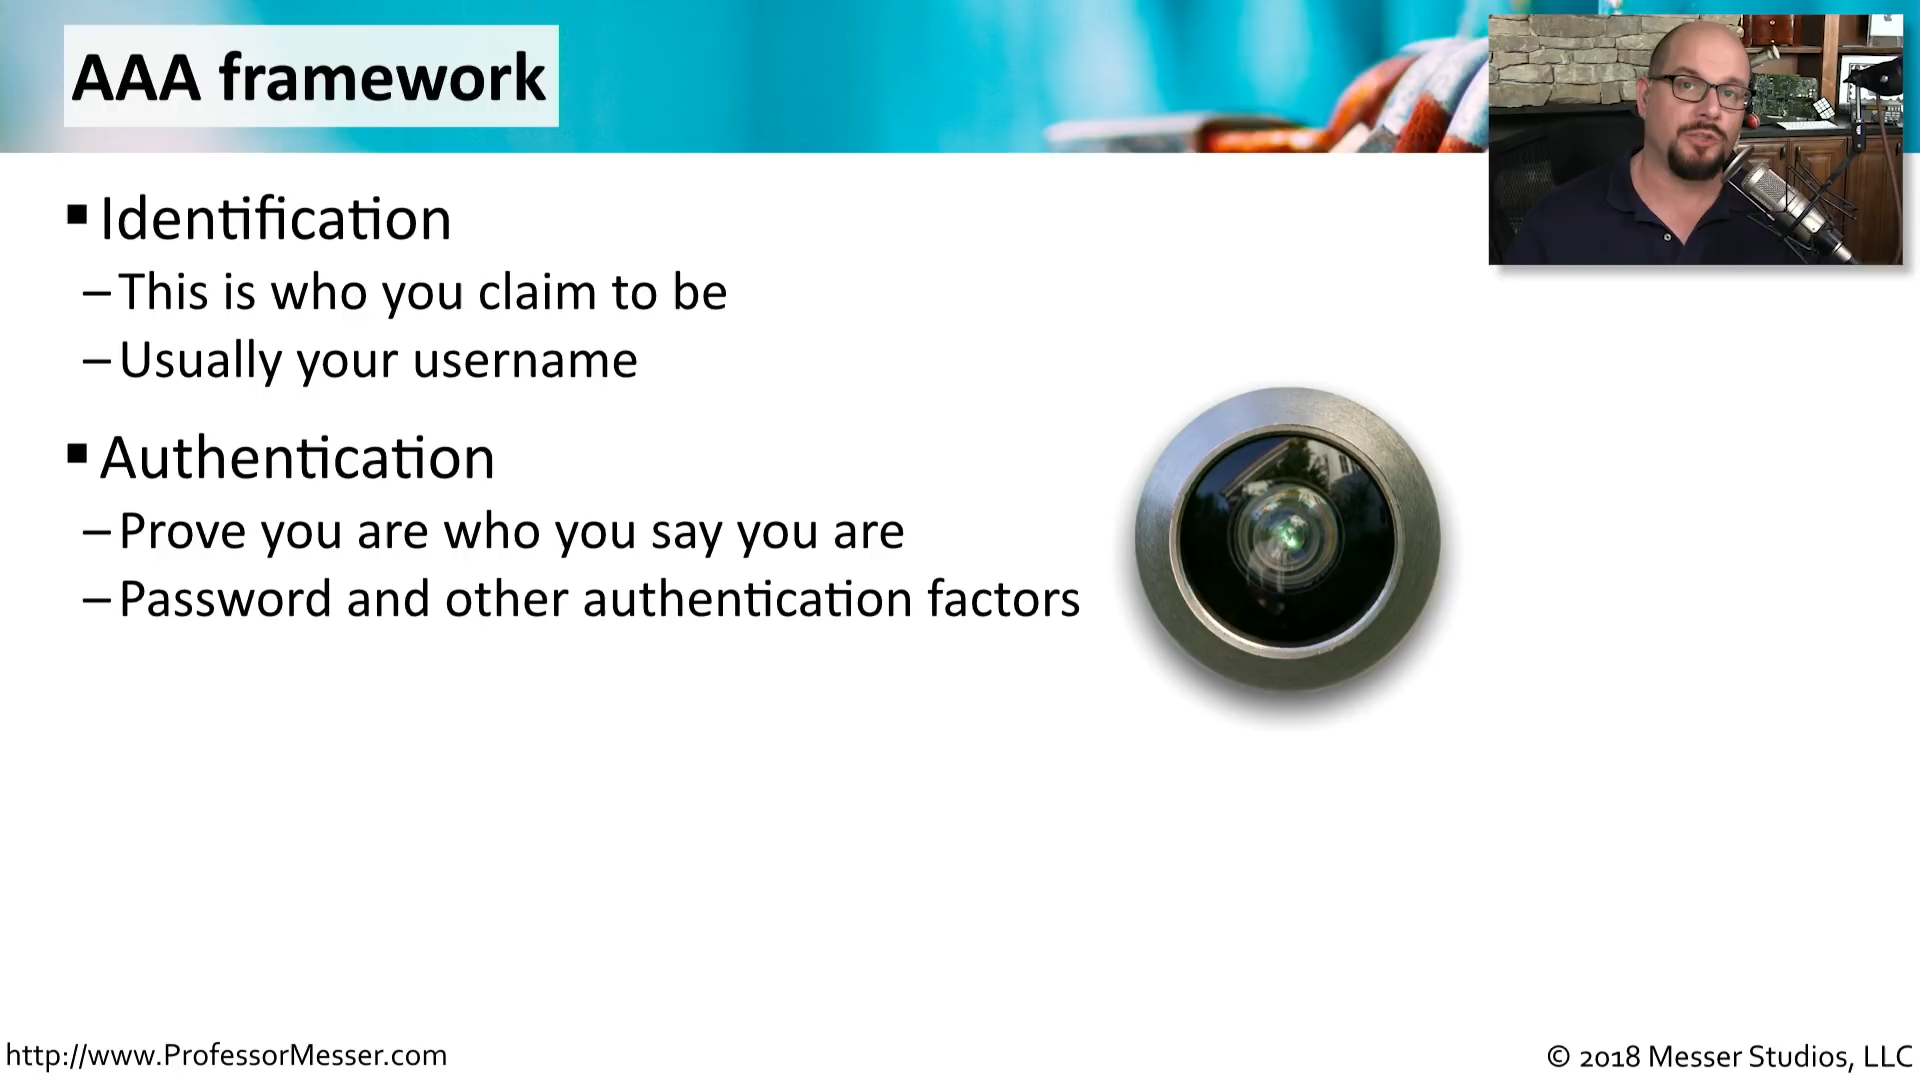 AAA framework
▪ Identification
– This is who you claim to be
– Usually your username
▪ Authentication
– Prove you are who you say you are
– Password and other authentication factors
http://www.ProfessorMesser.com
© 2018 Messer Studios, LLC